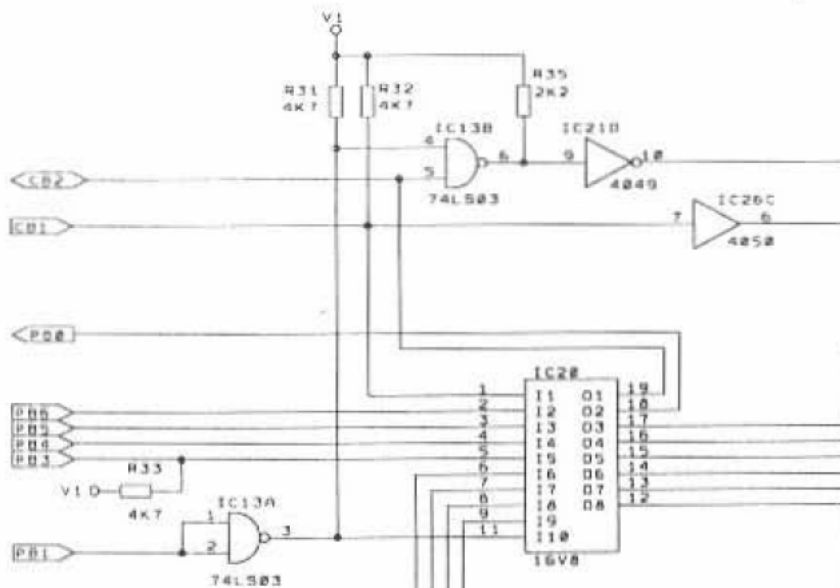 V1
R31
4K7
R32
4K7
R35
2K2
IC13B
4
5
6
74LS03
IC21D
9
10
4049
CB2
CB1
IC26C
7
6
4050
PB0
IC20
1 I1 O1 19
2 I2 O2 18
3 I3 O3 17
4 I4 O4 16
5 I5 O5 15
6 I6 O6 14
7 I7 O7 13
8 I8 O8 12
9 I9
11 I10
16V8
PB6
PB5
PB4
PB3
R33
V1
4K7
IC13A
1
2
3
74LS03
PB1